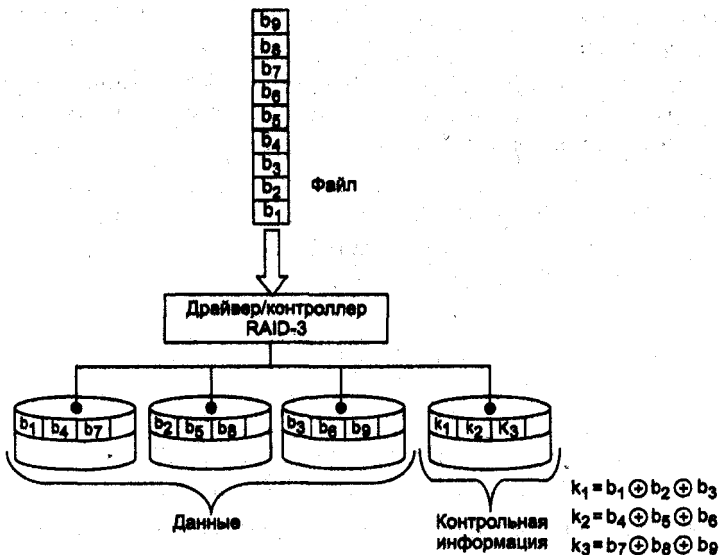 b₉
b₈
b₇
b₆
b₅
b₄
b₃
b₂
b₁
Файл
Драйвер/контроллер
RAID-3
b₁ b₄ b₇
b₂ b₅ b₈
b₃ b₆ b₉
k₁ k₂ K₃
Данные
Контрольная
информация
k₁=b₁⊕b₂⊕b₃
k₂=b₄⊕b₅⊕b₆
k₃=b₇⊕b₈⊕b₉